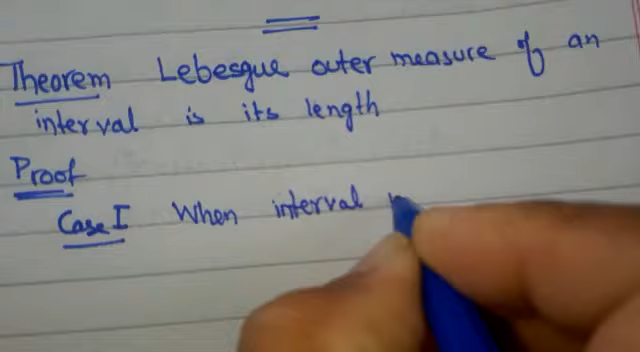 Theorem Lebesgue outer measure of an
interval is its length
Proof
Case I When interval